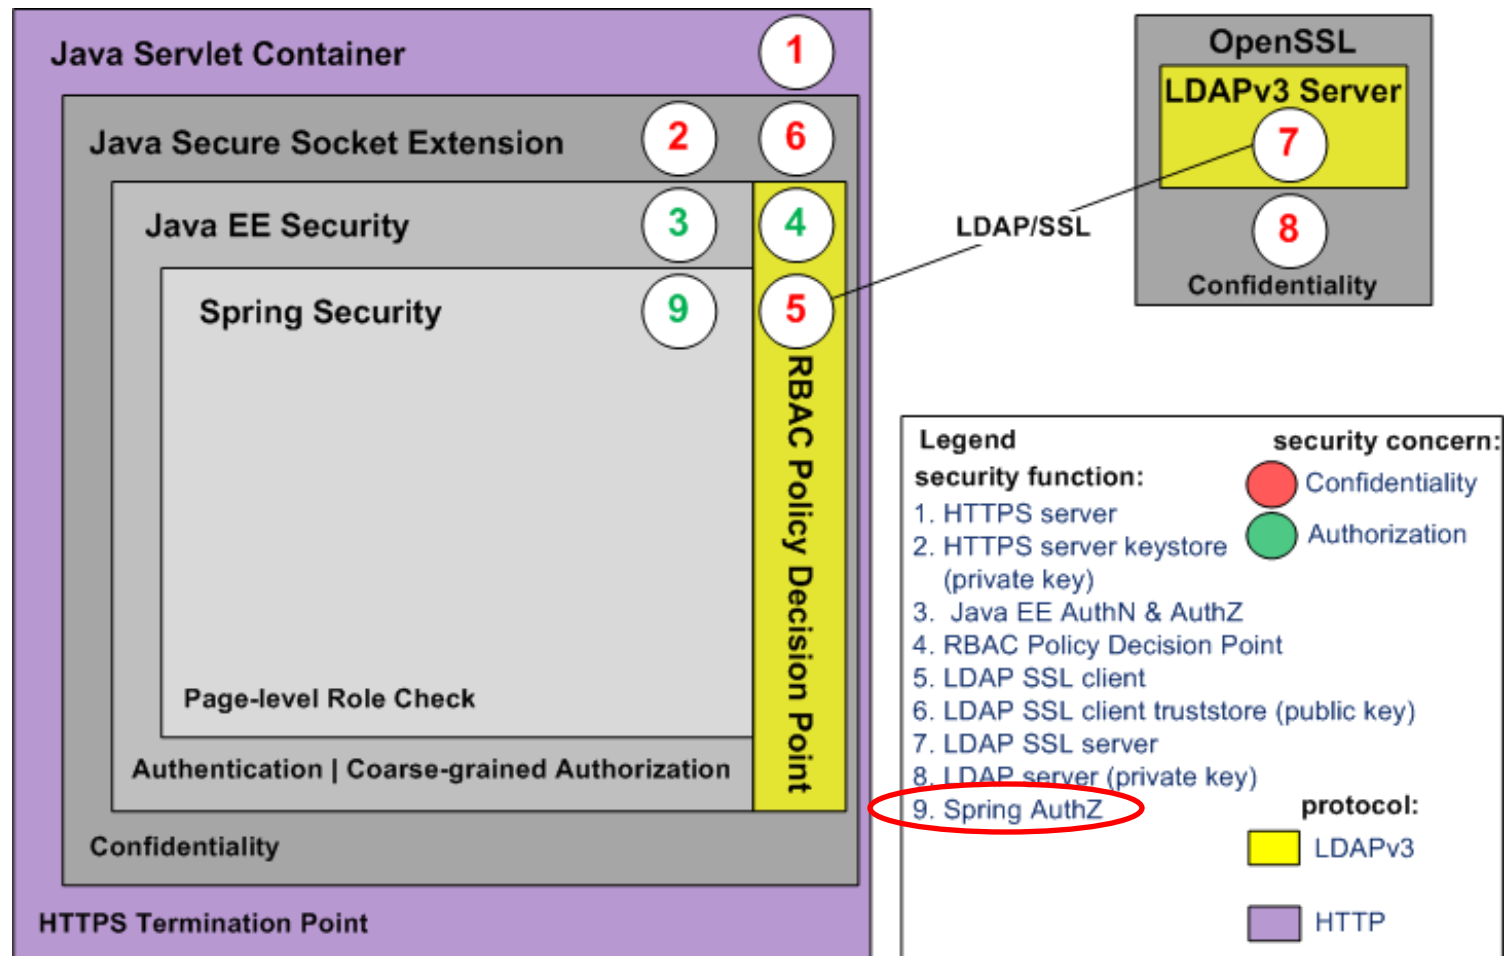 Java Servlet Container
1
Java Secure Socket Extension
2
6
Java EE Security
3
4
Spring Security
9
5
RBAC Policy Decision Point
Page-level Role Check
Authentication | Coarse-grained Authorization
Confidentiality
HTTPS Termination Point
LDAP/SSL
OpenSSL
LDAPv3 Server
7
8
Confidentiality
Legend
security function:
1. HTTPS server
2. HTTPS server keystore
(private key)
3. Java EE AuthN & AuthZ
4. RBAC Policy Decision Point
5. LDAP SSL client
6. LDAP SSL client truststore (public key)
7. LDAP SSL server
8. LDAP server (private key)
9. Spring AuthZ
security concern:
Confidentiality
Authorization
protocol:
LDAPv3
HTTP